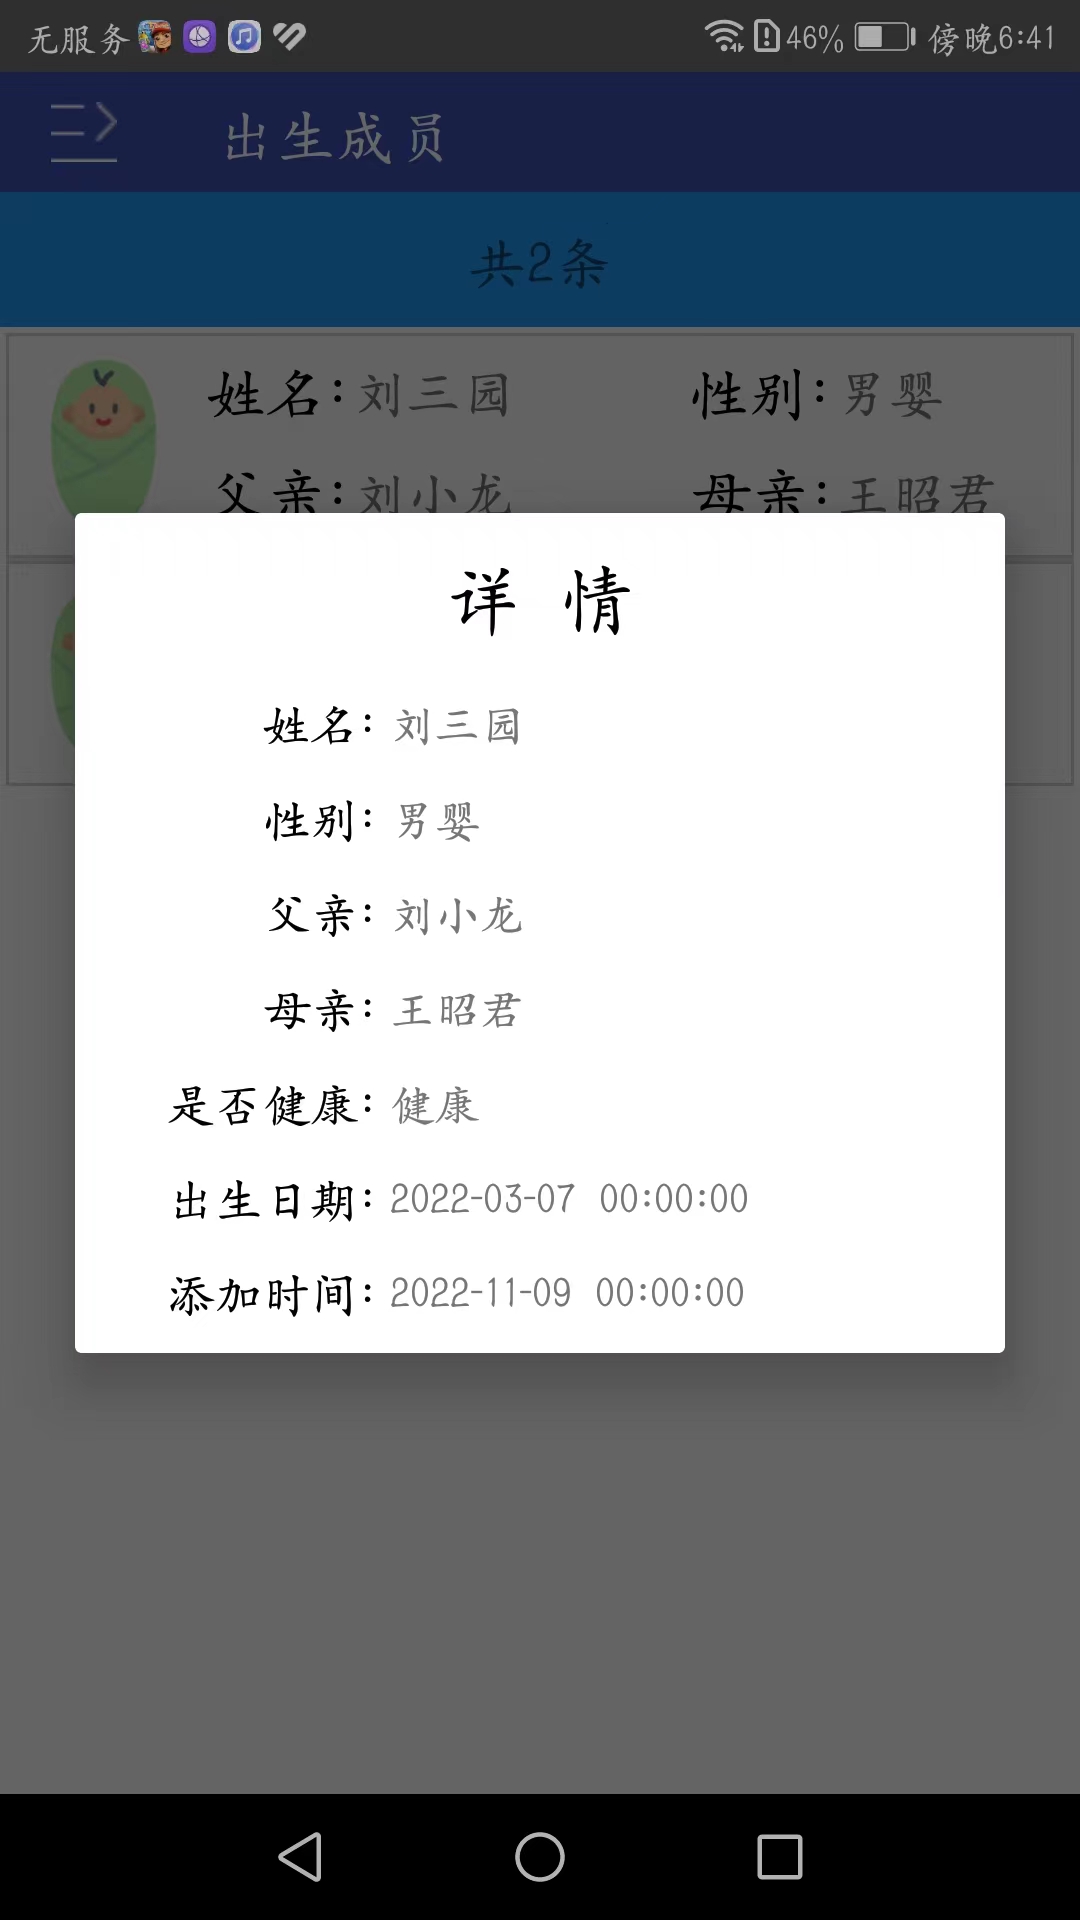 无服务 46% 傍晚6:41
出生成员
共2条
姓名:刘三园 性别:男婴
父亲:刘小龙 母亲:王昭君
详 情
姓名:刘三园
性别:男婴
父亲:刘小龙
母亲:王昭君
是否健康:健康
出生日期:2022-03-07 00:00:00
添加时间:2022-11-09 00:00:00